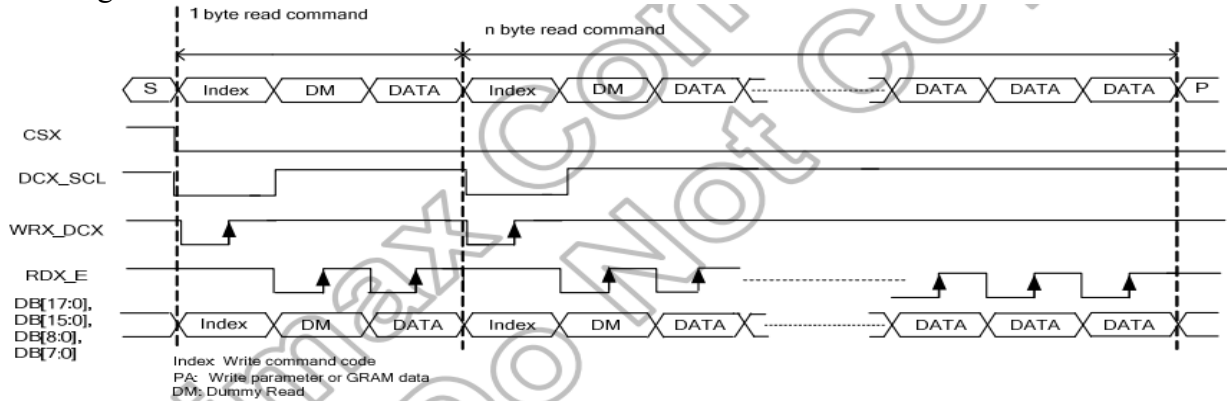 1 byte read command
n byte read command
S Index DM DATA Index DM DATA DATA DATA DATA P
CSX
DCX_SCL
WRX_DCX
RDX_E
DB[17:0],
DB[15:0],
DB[8:0],
DB[7:0]
Index DM DATA Index DM DATA DATA DATA DATA
Index: Write command code
PA: Write parameter or GRAM data
DM: Dummy Read